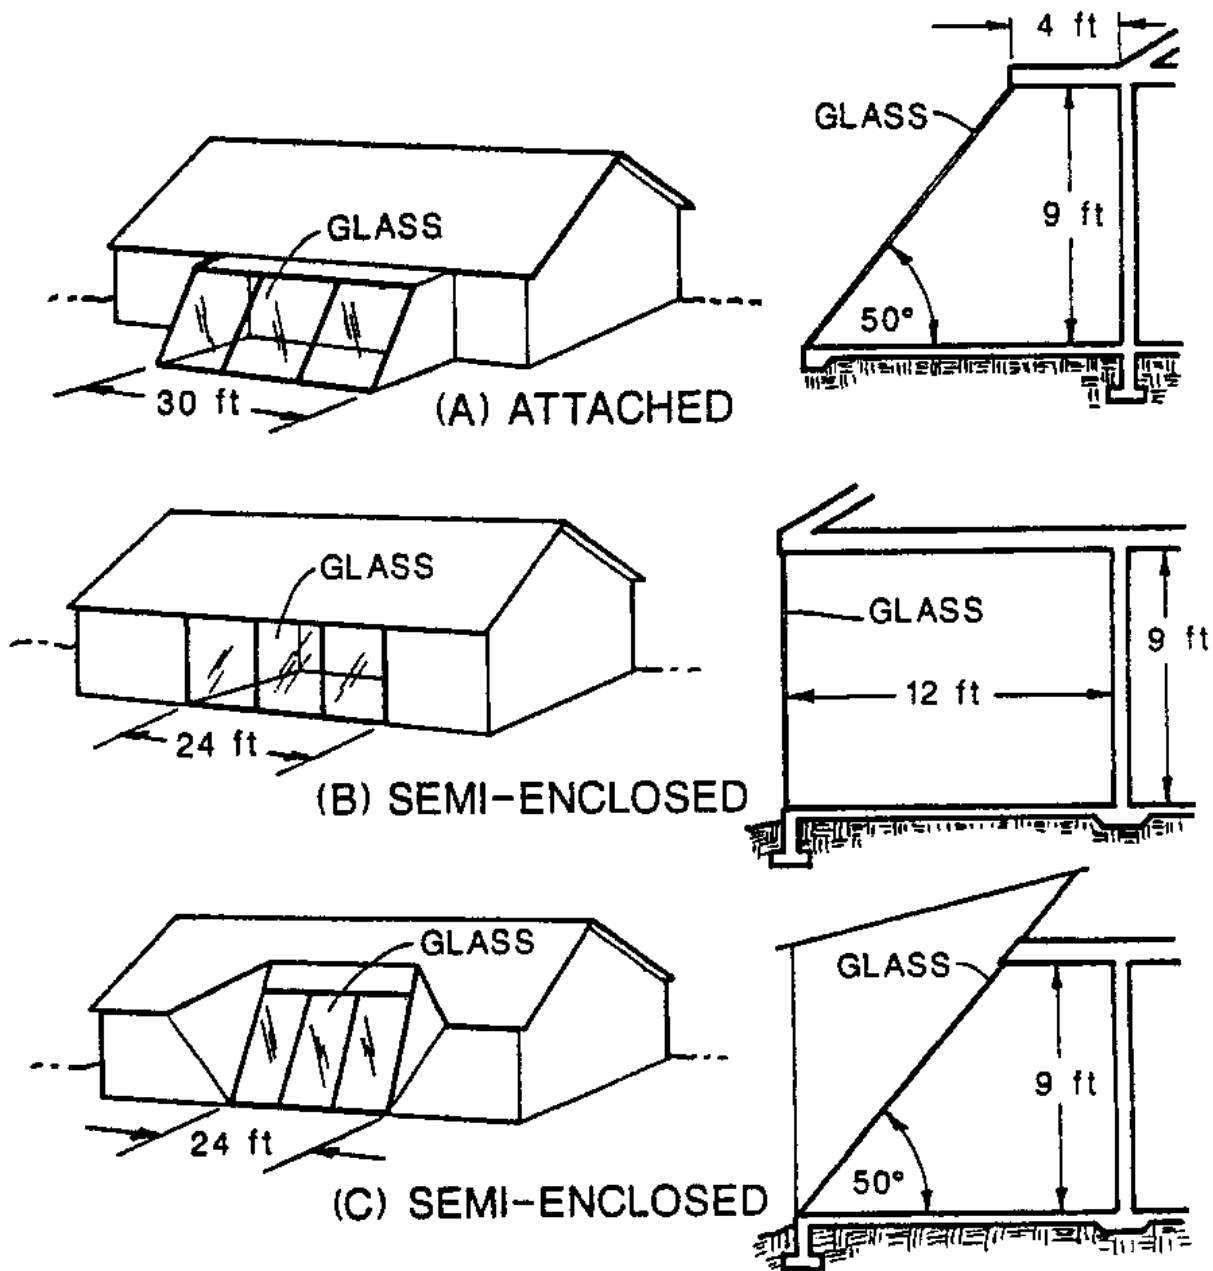 4 ft
GLASS
GLASS
9 ft
50°
30 ft
(A) ATTACHED
GLASS
GLASS
9 ft
12 ft
24 ft
(B) SEMI-ENCLOSED
GLASS
GLASS
9 ft
24 ft
50°
(C) SEMI-ENCLOSED